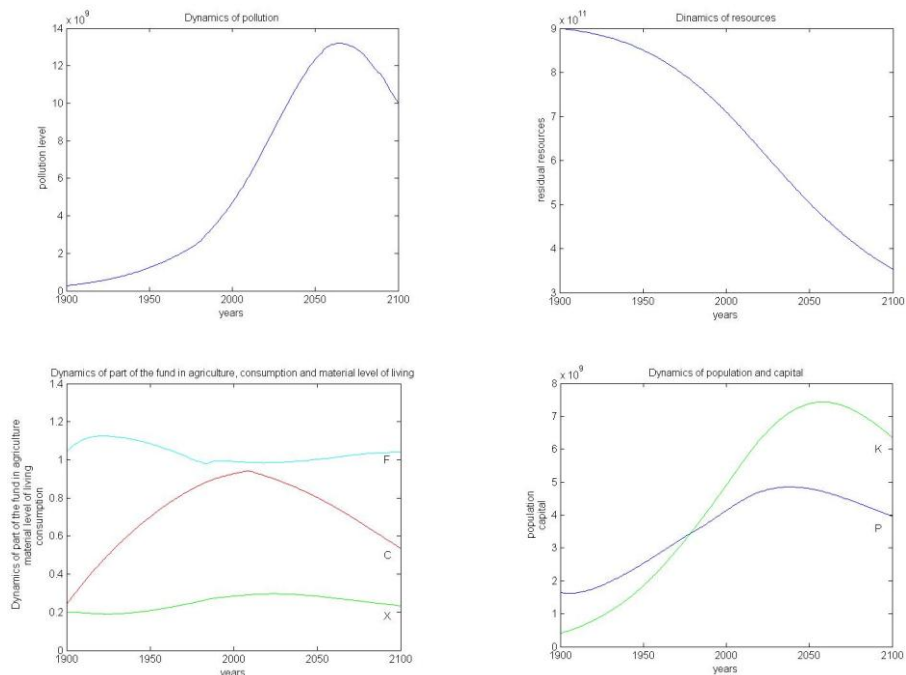 Dynamics of pollution
x 10^9
14
12
10
8
6
4
2
0
pollution level
1900
1950
2000
2050
2100
years
Dinamics of resources
x 10^11
9
8
7
6
5
4
3
residual resources
1900
1950
2000
2050
2100
years
Dynamics of part of the fund in agriculture, consumption and material level of living
1.4
1.2
1
0.8
0.6
0.4
0.2
0
Dynamics of part of the fund in agriculture
material level of living
consumption
F
C
X
1900
1950
2000
2050
2100
years
Dynamics of population and capital
x 10^9
8
7
6
5
4
3
2
1
0
population
capital
K
P
1900
1950
2000
2050
2100
years